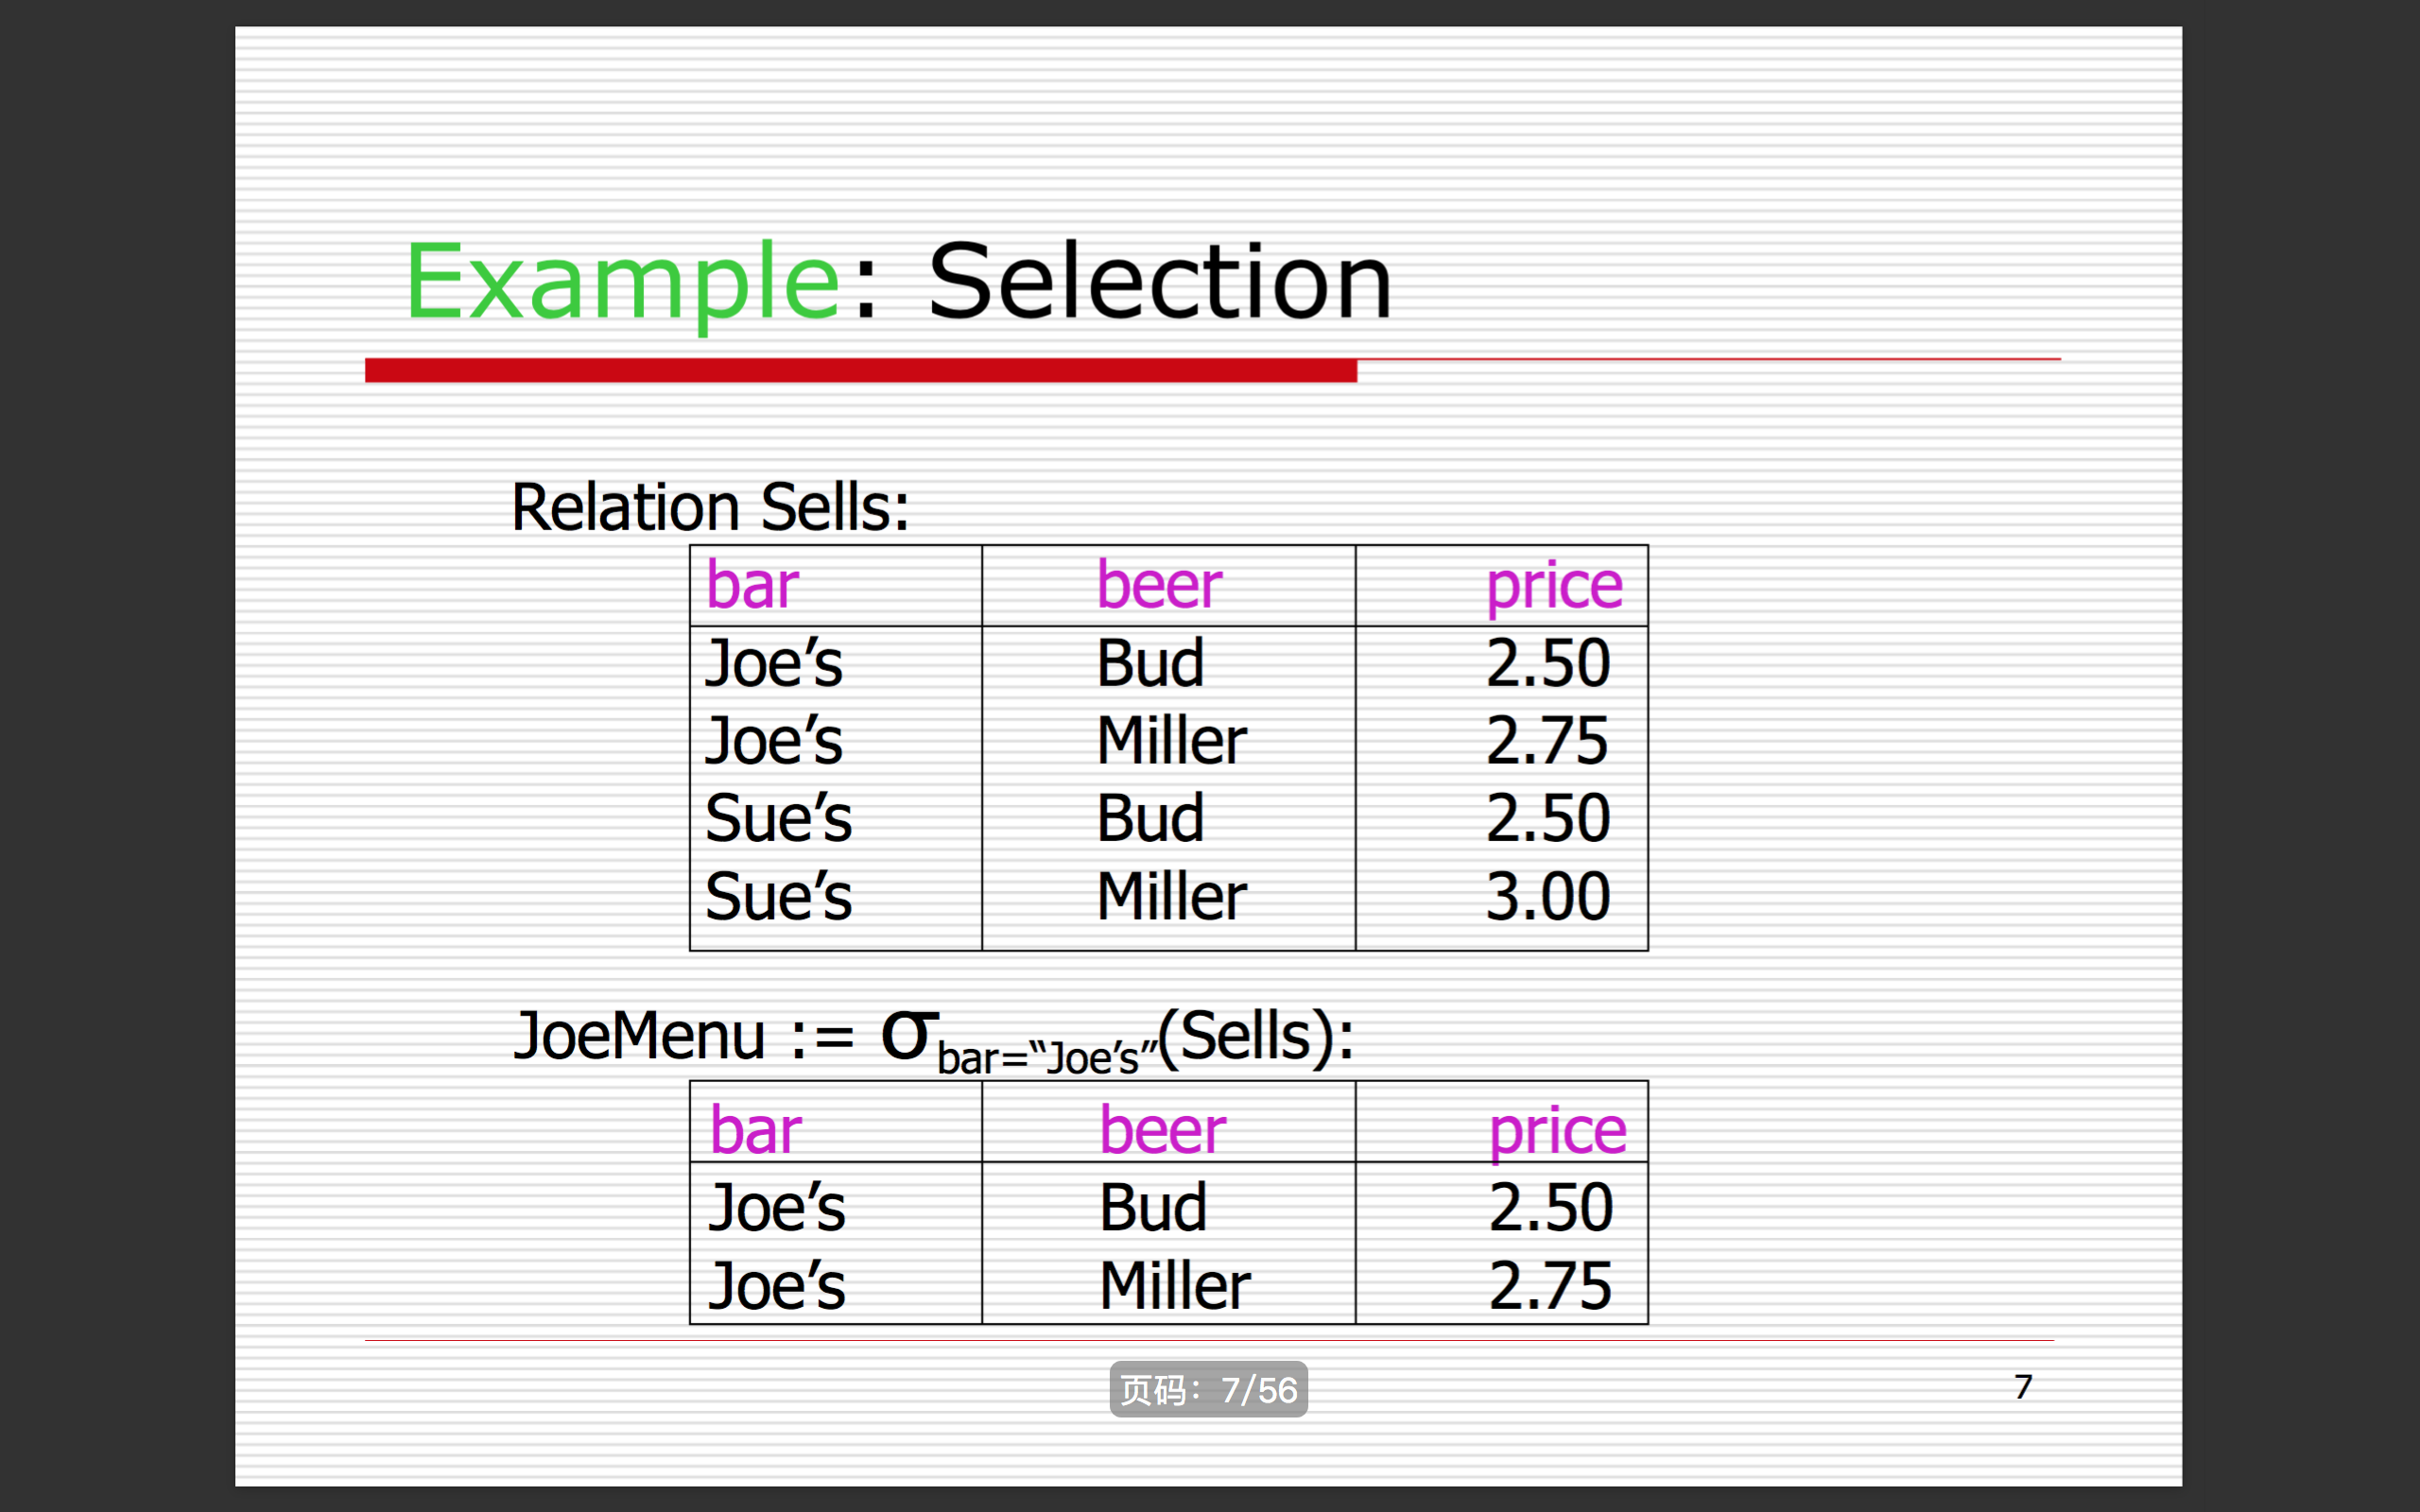 Example: Selection
Relation Sells:
bar beer price
Joe’s Bud 2.50
Joe’s Miller 2.75
Sue’s Bud 2.50
Sue’s Miller 3.00
JoeMenu := σbar=“Joe’s”(Sells):
bar beer price
Joe’s Bud 2.50
Joe’s Miller 2.75
页码：7/56
7